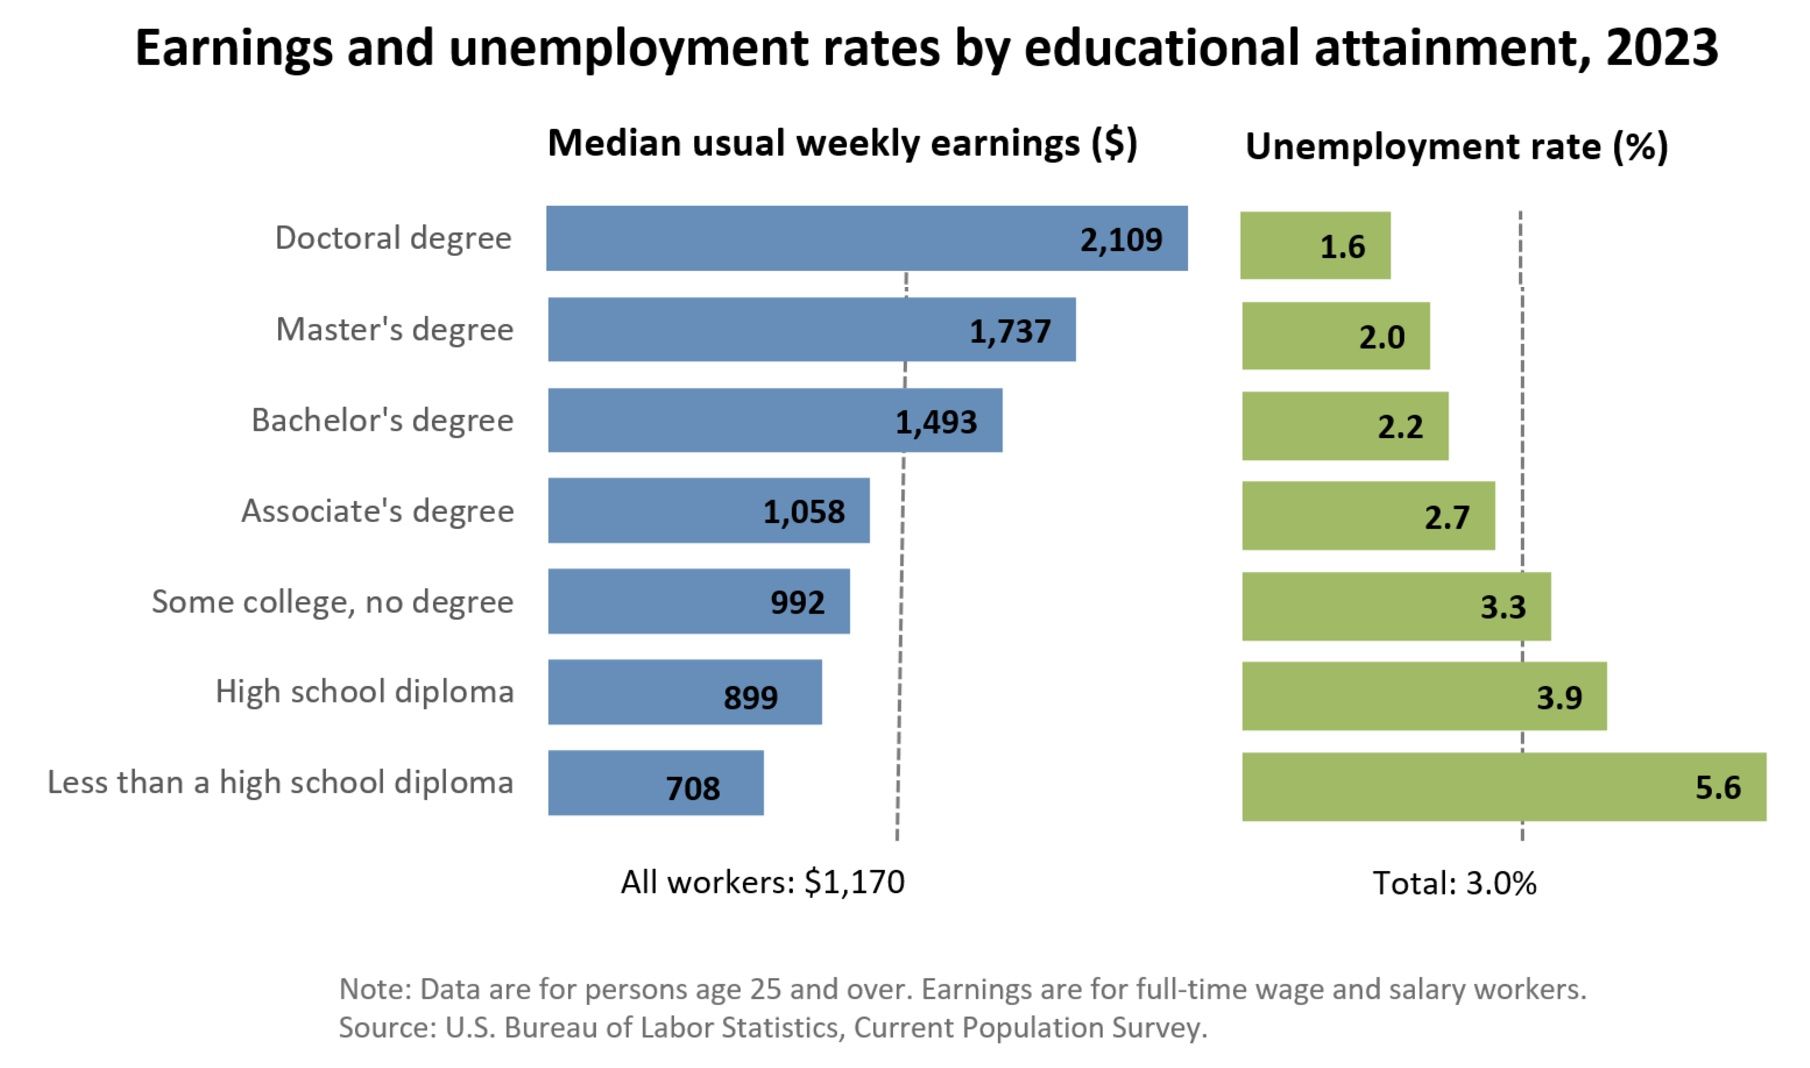 Earnings and unemployment rates by educational attainment, 2023
Median usual weekly earnings ($)
Unemployment rate (%)
Doctoral degree 2,109 1.6
Master's degree 1,737 2.0
Bachelor's degree 1,493 2.2
Associate's degree 1,058 2.7
Some college, no degree 992 3.3
High school diploma 899 3.9
Less than a high school diploma 708 5.6
All workers: $1,170
Total: 3.0%
Note: Data are for persons age 25 and over. Earnings are for full-time wage and salary workers.
Source: U.S. Bureau of Labor Statistics, Current Population Survey.